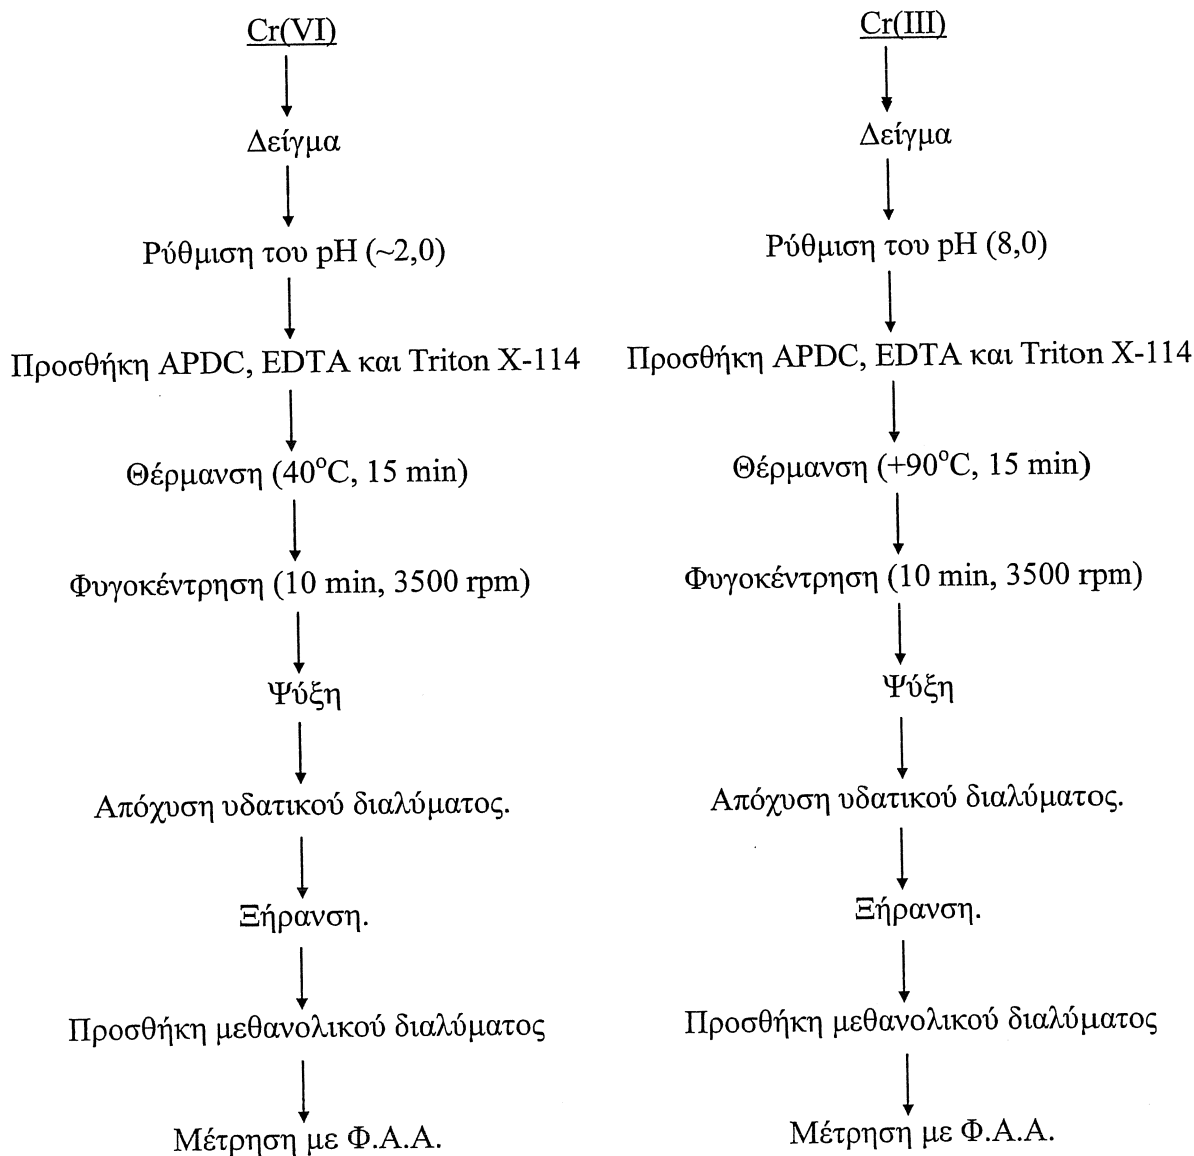 Cr(VI)
Δείγμα
Ρύθμιση του pH (~2,0)
Προσθήκη APDC, EDTA και Triton X-114
Θέρμανση (40°C, 15 min)
Φυγοκέντρηση (10 min, 3500 rpm)
Ψύξη
Απόχυση υδατικού διαλύματος.
Ξήρανση.
Προσθήκη μεθανολικού διαλύματος
Μέτρηση με Φ.Α.Α.
Cr(III)
Δείγμα
Ρύθμιση του pH (8,0)
Προσθήκη APDC, EDTA και Triton X-114
Θέρμανση (+90°C, 15 min)
Φυγοκέντρηση (10 min, 3500 rpm)
Ψύξη
Απόχυση υδατικού διαλύματος.
Ξήρανση.
Προσθήκη μεθανολικού διαλύματος
Μέτρηση με Φ.Α.Α.